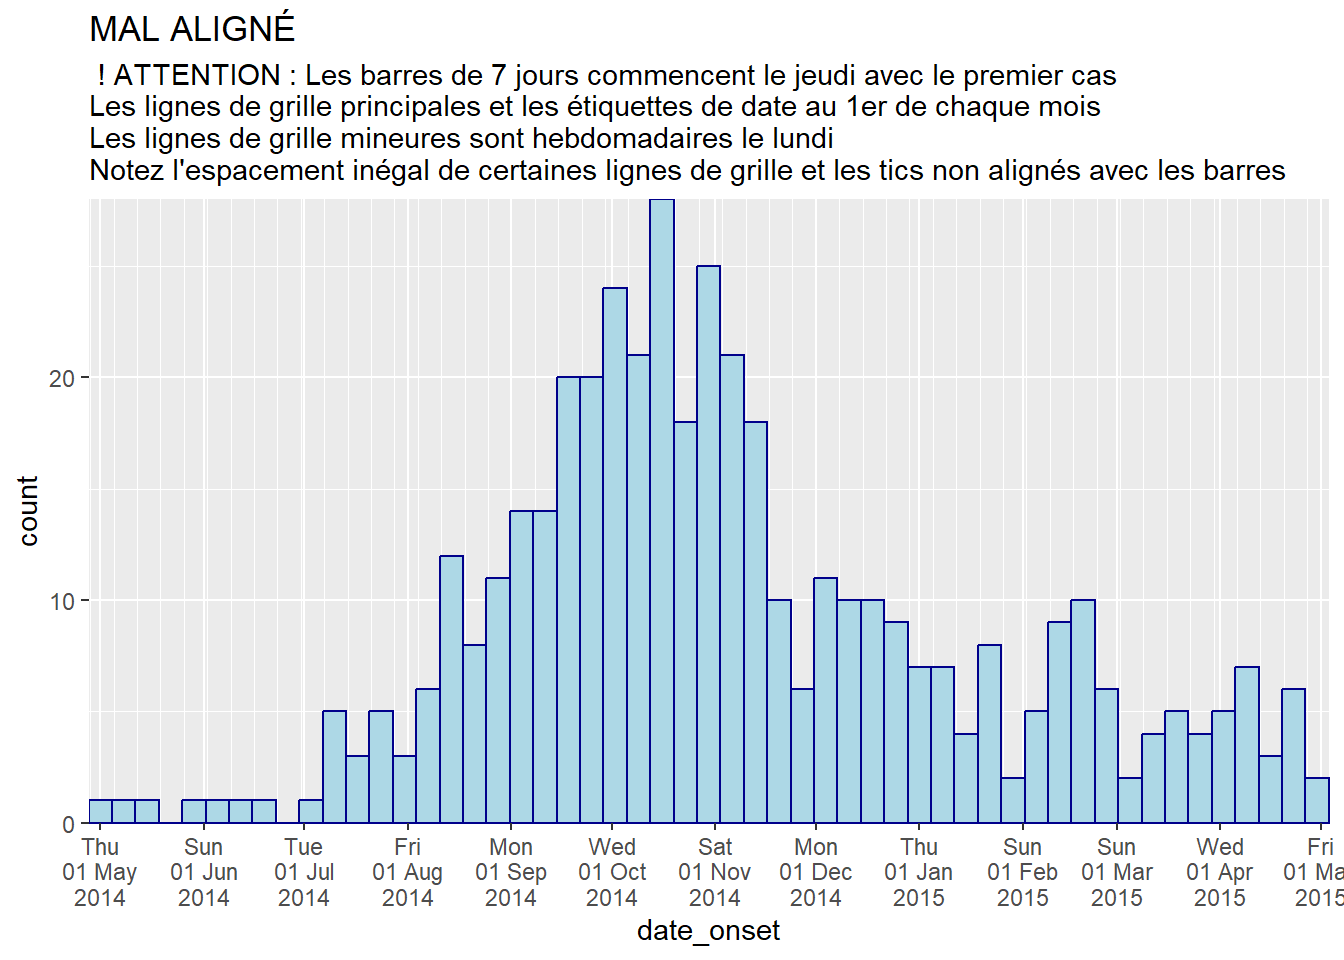 MAL ALIGNÉ
! ATTENTION : Les barres de 7 jours commencent le jeudi avec le premier cas
Les lignes de grille principales et les étiquettes de date au 1er de chaque mois
Les lignes de grille mineures sont hebdomadaires le lundi
Notez l'espacement inégal de certaines lignes de grille et les tics non alignés avec les barres
count
20
10
0
Thu Sun Tue Fri Mon Wed Sat Mon Thu Sun Sun Wed Fri
01 May 01 Jun 01 Jul 01 Aug 01 Sep 01 Oct 01 Nov 01 Dec 01 Jan 01 Feb 01 Mar 01 Apr 01 Ma
2014 2014 2014 2014 2014 2014 2014 2014 2015 2015 2015 2015 2015
date_onset